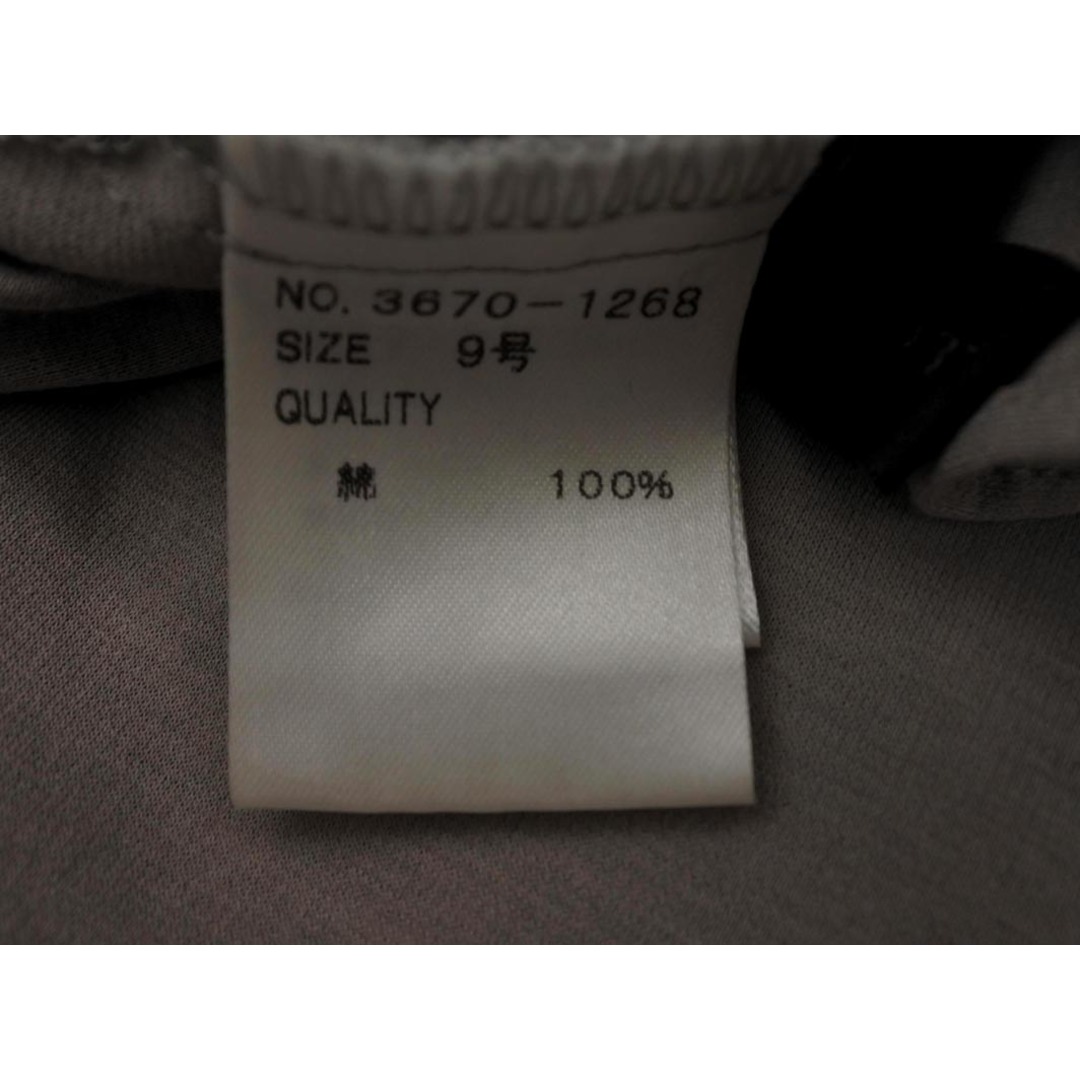 NO. 3670-1268
SIZE 9号
QUALITY
綿 100%